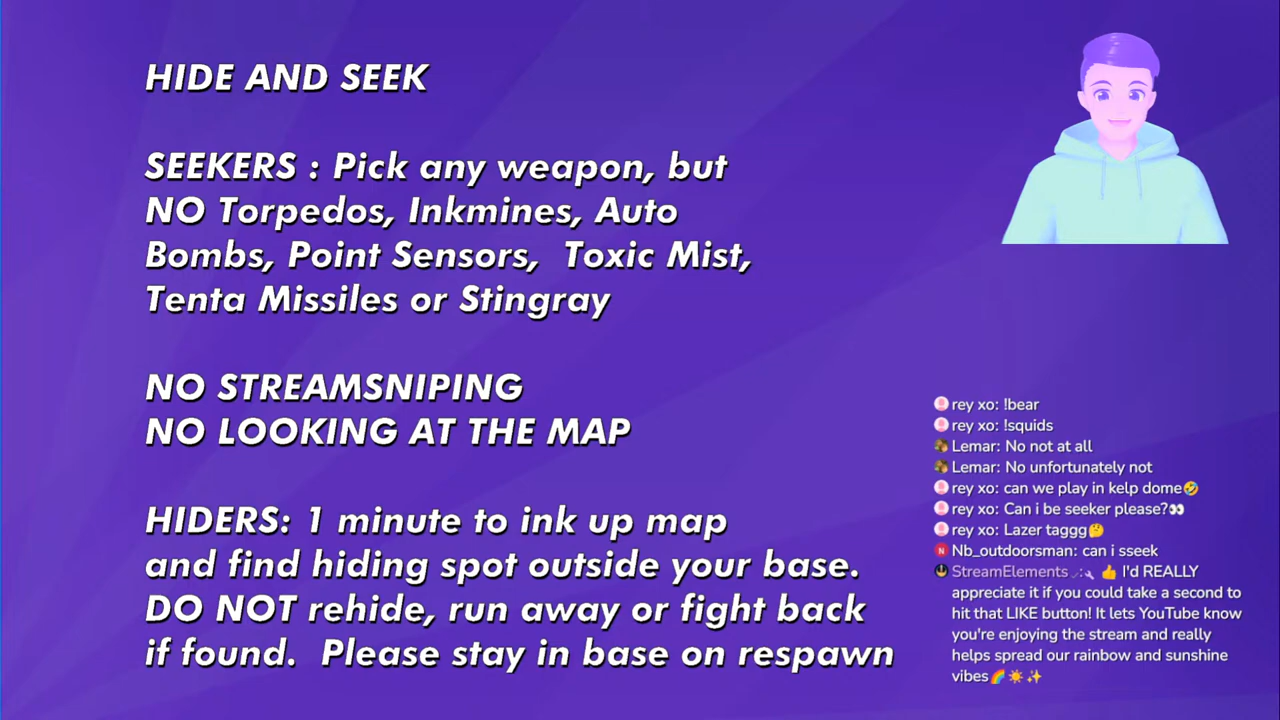 HIDE AND SEEK
SEEKERS : Pick any weapon, but
NO Torpedos, Inkmines, Auto
Bombs, Point Sensors, Toxic Mist,
Tenta Missiles or Stingray
NO STREAMSNIPING
NO LOOKING AT THE MAP
HIDERS: 1 minute to ink up map
and find hiding spot outside your base.
DO NOT rehide, run away or fight back
if found. Please stay in base on respawn
rey xo: !bear
rey xo: !squids
Lemar: No not at all
Lemar: No unfortunately not
rey xo: can we play in kelp dome🤣
rey xo: Can i be seeker please?👀
rey xo: Lazer taggg🤔
N Nb_outdoorsman: can i sseek
StreamElements 👍 I'd REALLY
appreciate it if you could take a second to
hit that LIKE button! It lets YouTube know
you're enjoying the stream and really
helps spread our rainbow and sunshine
vibes🌈☀️✨